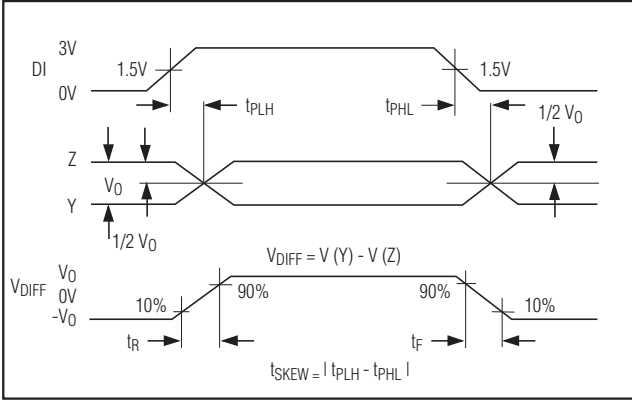 3V
DI
1.5V
1.5V
0V
tPLH
tPHL
1/2 VO
Z
VO
Y
1/2 VO
VDIFF = V (Y) - V (Z)
VO
VDIFF
0V
-VO
10%
90%
90%
10%
tR
tF
tSKEW = | tPLH - tPHL |